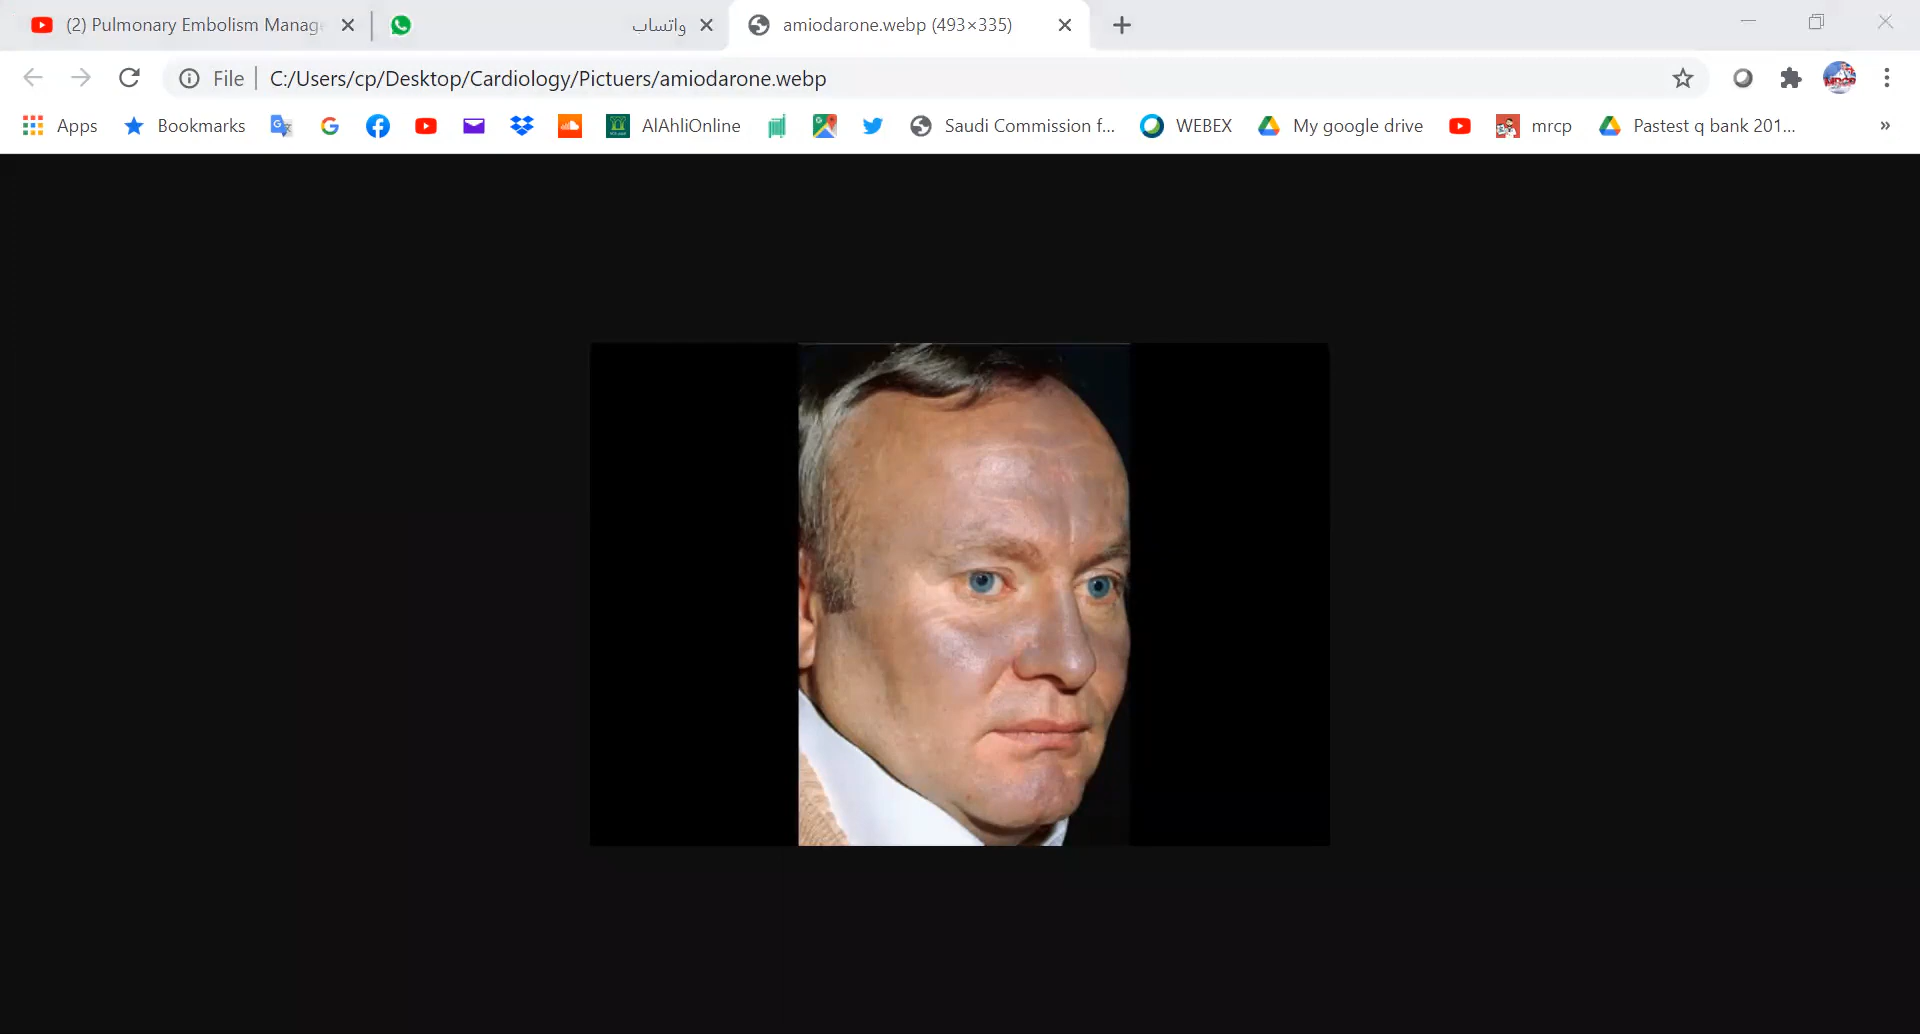 (2) Pulmonary Embolism Manag
واتساب
amiodarone.webp (493×335)
File C:/Users/cp/Desktop/Cardiology/Pictuers/amiodarone.webp
Apps Bookmarks AlAhliOnline Saudi Commission f... WEBEX My google drive mrcp Pastest q bank 201... »